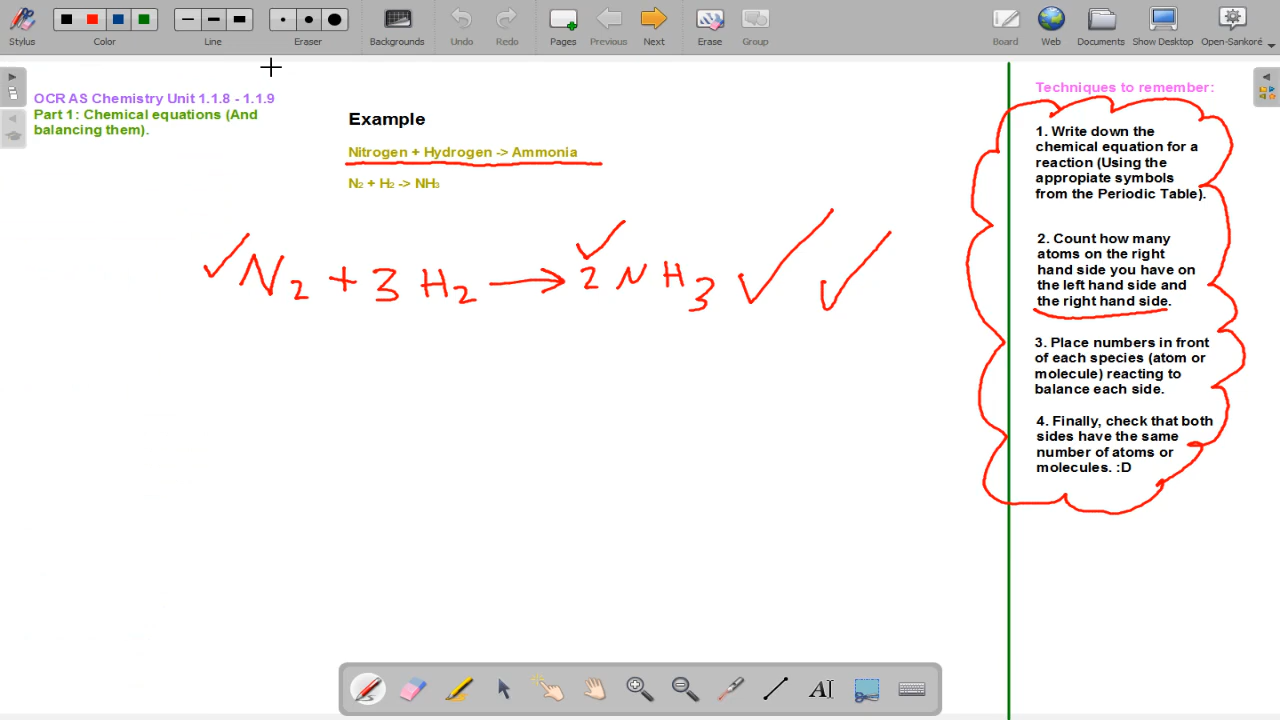 Stylus
Color
Line
Eraser
Backgrounds
Undo
Redo
Pages
Previous
Next
Erase
Group
Board
Web
Documents
Show Desktop
Open-Sankoré
OCR AS Chemistry Unit 1.1.8 - 1.1.9
Part 1: Chemical equations (And
balancing them).
Example
Nitrogen + Hydrogen -> Ammonia
N₂ + H₂ -> NH₃
✓N₂ + 3 H₂ → ✓2 NH₃ ✓ ✓
Techniques to remember:
1. Write down the
chemical equation for a
reaction (Using the
appropiate symbols
from the Periodic Table).
2. Count how many
atoms on the right
hand side you have on
the left hand side and
the right hand side.
3. Place numbers in front
of each species (atom or
molecule) reacting to
balance each side.
4. Finally, check that both
sides have the same
number of atoms or
molecules. :D